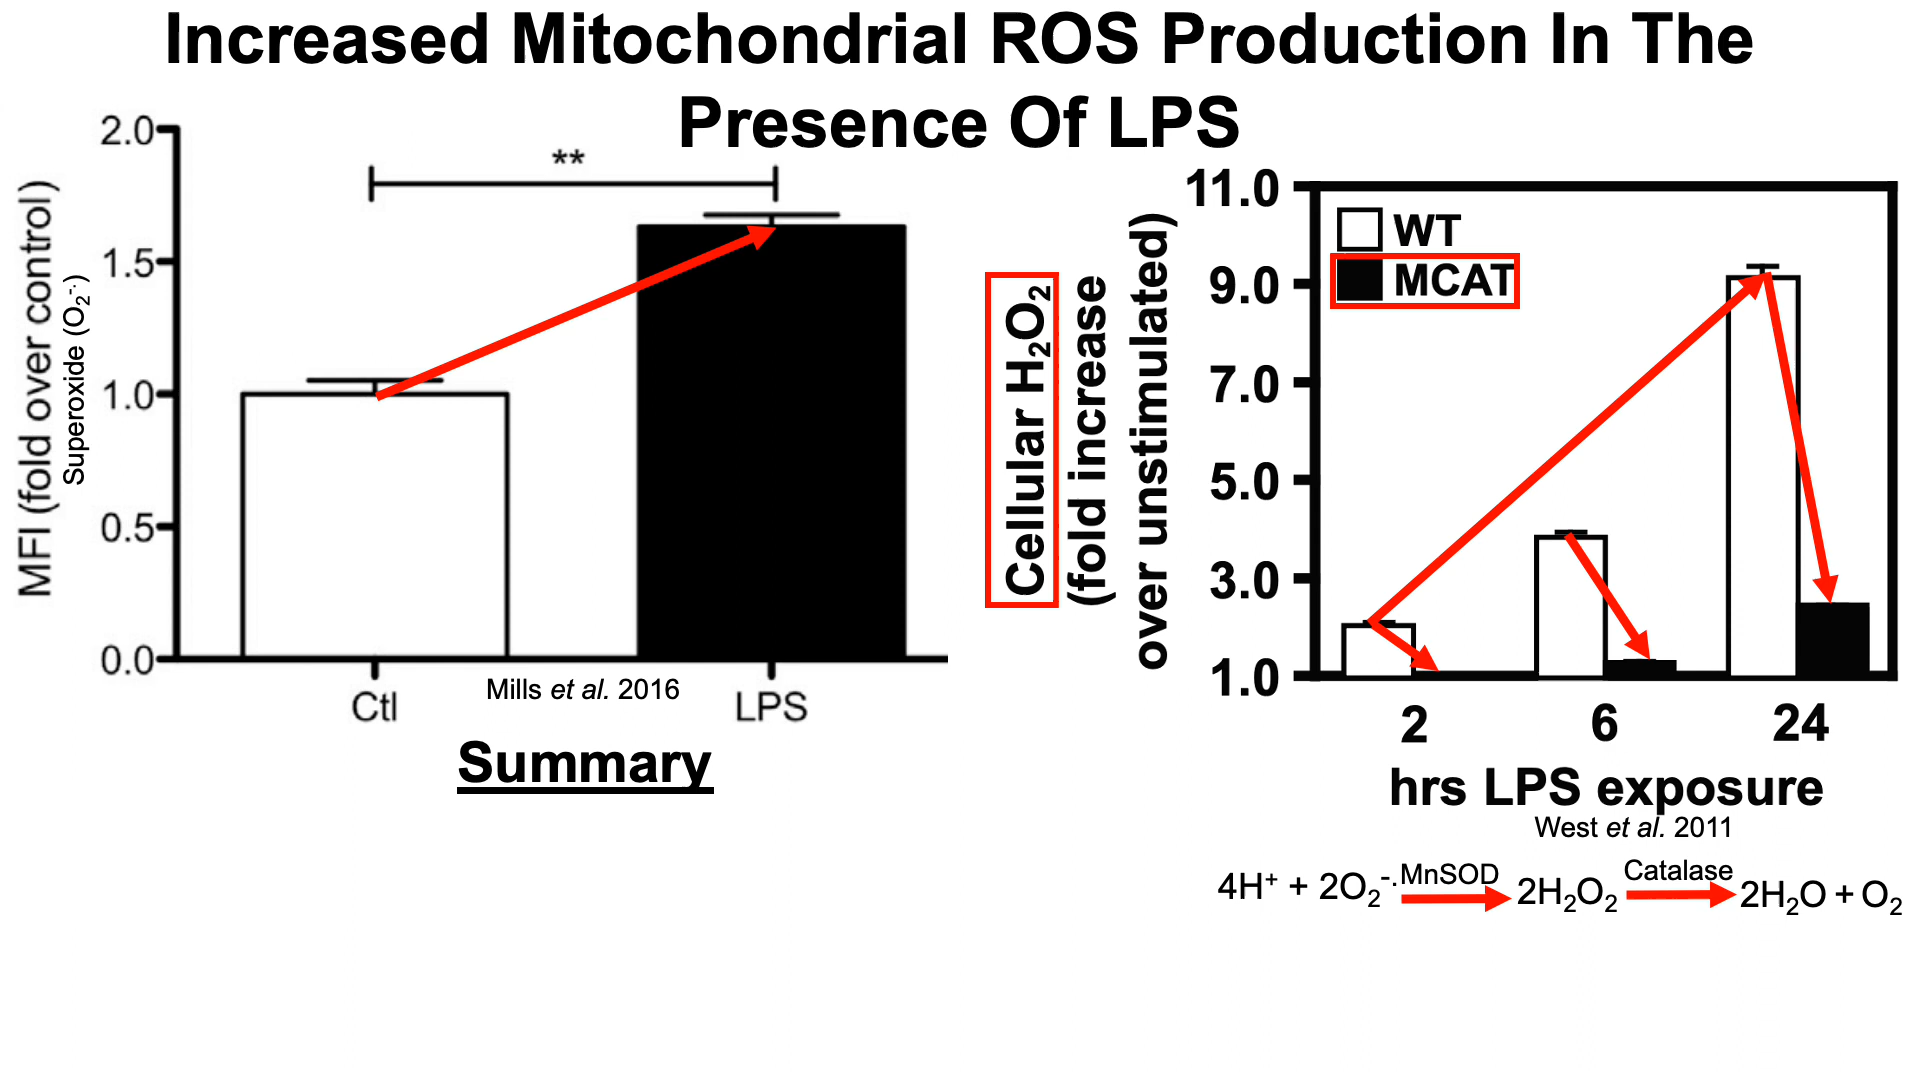 Increased Mitochondrial ROS Production In The
Presence Of LPS
MFI (fold over control)
Superoxide (O₂⁻·)
2.0
1.5
1.0
0.5
0.0
**
Ctl
LPS
Mills et al. 2016
Summary
Cellular H₂O₂
(fold increase
over unstimulated)
11.0
9.0
7.0
5.0
3.0
1.0
WT
MCAT
2
6
24
hrs LPS exposure
West et al. 2011
4H⁺ + 2O₂⁻· MnSOD 2H₂O₂ Catalase 2H₂O + O₂